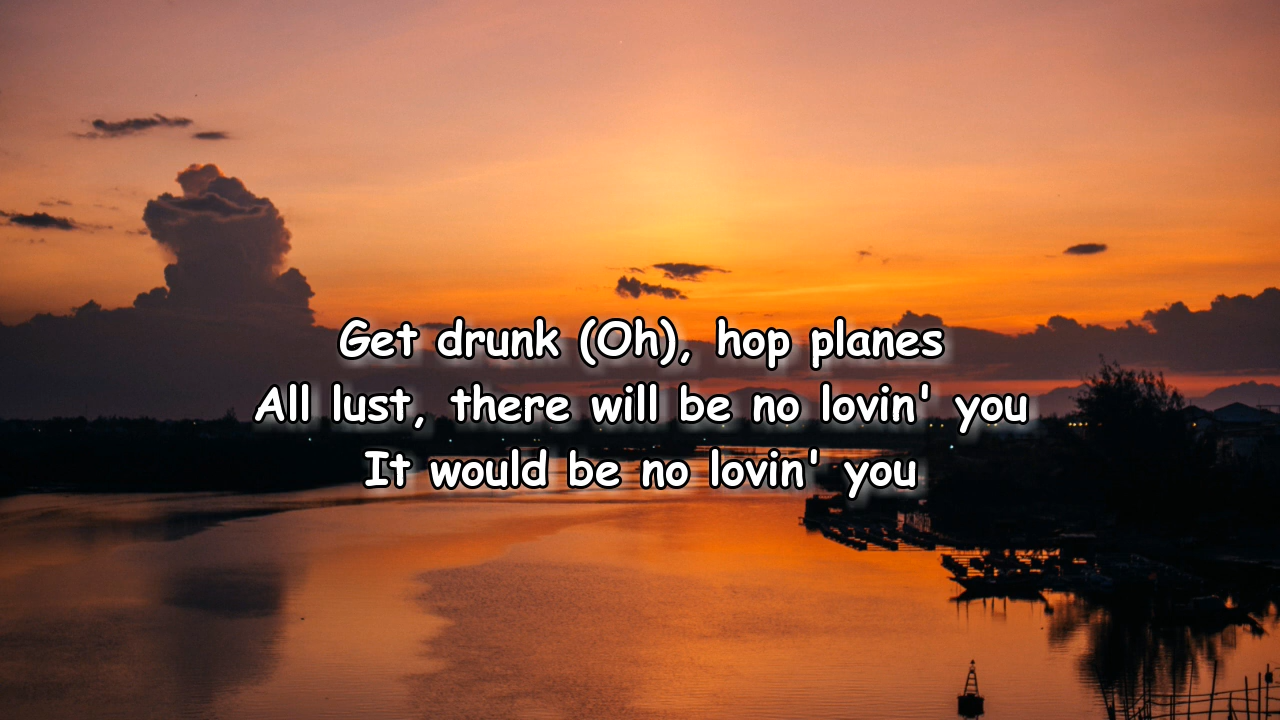 Get drunk (Oh), hop planes
All lust, there will be no lovin' you
It would be no lovin' you